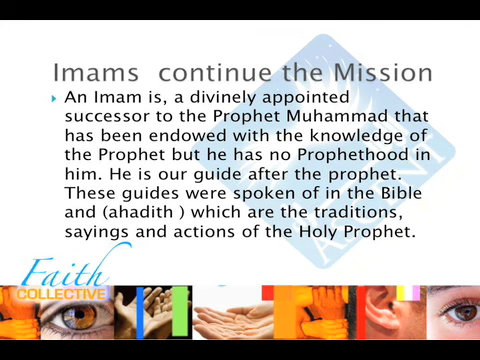 Imams  continue the Mission
An Imam is, a divinely appointed
successor to the Prophet Muhammad that
has been endowed with the knowledge of
the Prophet but he has no Prophethood in
him. He is our guide after the prophet.
These guides were spoken of in the Bible
and (ahadith ) which are the traditions,
sayings and actions of the Holy Prophet.
ASCENT
Faith
COLLECTIVE